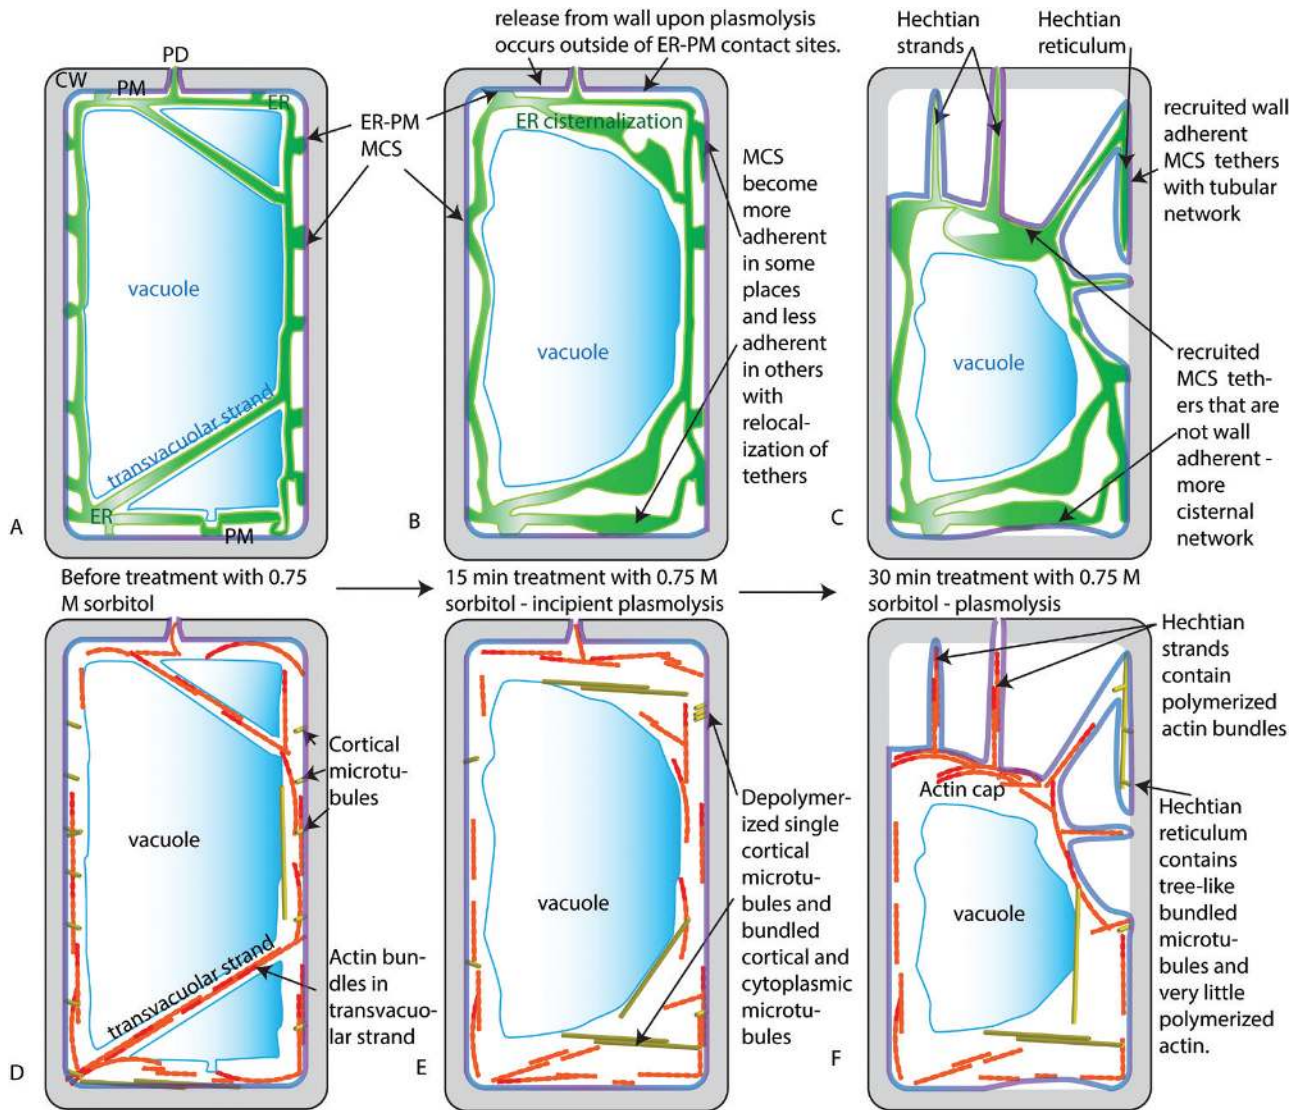 release from wall upon plasmolysis
occurs outside of ER-PM contact sites.
Hechtian
strands
Hechtian
reticulum
PD
CW
PM
ER
ER-PM
MCS
vacuole
transvacuolar strand
ER
PM
A
ER cisternalization
vacuole
B
MCS
become
more
adherent
in some
places
and less
adherent
in others
with
relocal-
ization of
tethers
vacuole
C
recruited wall
adherent
MCS tethers
with tubular
network
recruited
MCS teth-
ers that are
not wall
adherent -
more
cisternal
network
Before treatment with 0.75
M sorbitol
15 min treatment with 0.75 M
sorbitol - incipient plasmolysis
30 min treatment with 0.75 M
sorbitol - plasmolysis
vacuole
transvacuolar strand
D
Cortical
microtu-
bules
Actin bun-
dles in
transvacuo-
lar strand
vacuole
E
Depolymer-
ized single
cortical
microtu-
bules and
bundled
cortical and
cytoplasmic
microtu-
bules
Actin cap
vacuole
F
Hechtian
strands
contain
polymerized
actin bundles
Hechtian
reticulum
contains
tree-like
bundled
microtu-
bules and
very little
polymerized
actin.